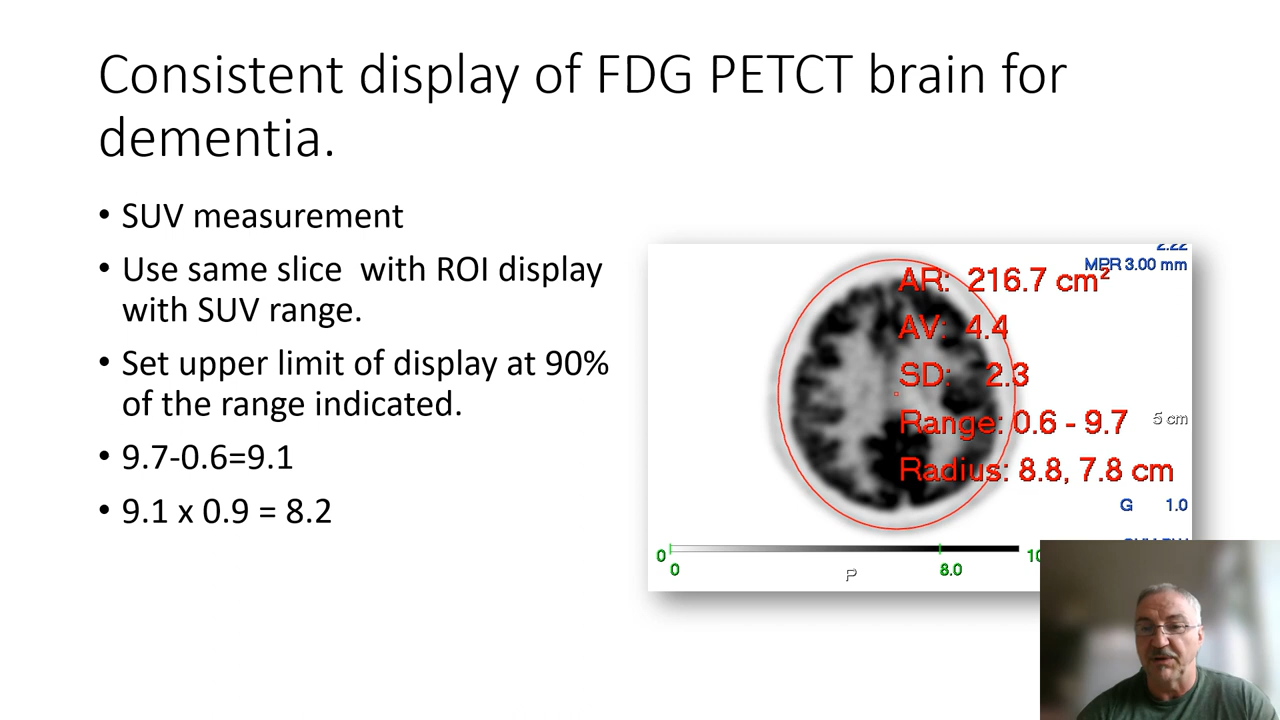 Consistent display of FDG PETCT brain for
dementia.
• SUV measurement
• Use same slice with ROI display
with SUV range.
• Set upper limit of display at 90%
of the range indicated.
• 9.7-0.6=9.1
• 9.1 x 0.9 = 8.2
2.22
MPR 3.00 mm
AR: 216.7 cm²
AV: 4.4
SD: 2.3
Range: 0.6 - 9.7
5 cm
Radius: 8.8, 7.8 cm
G 1.0
0
0
P
8.0